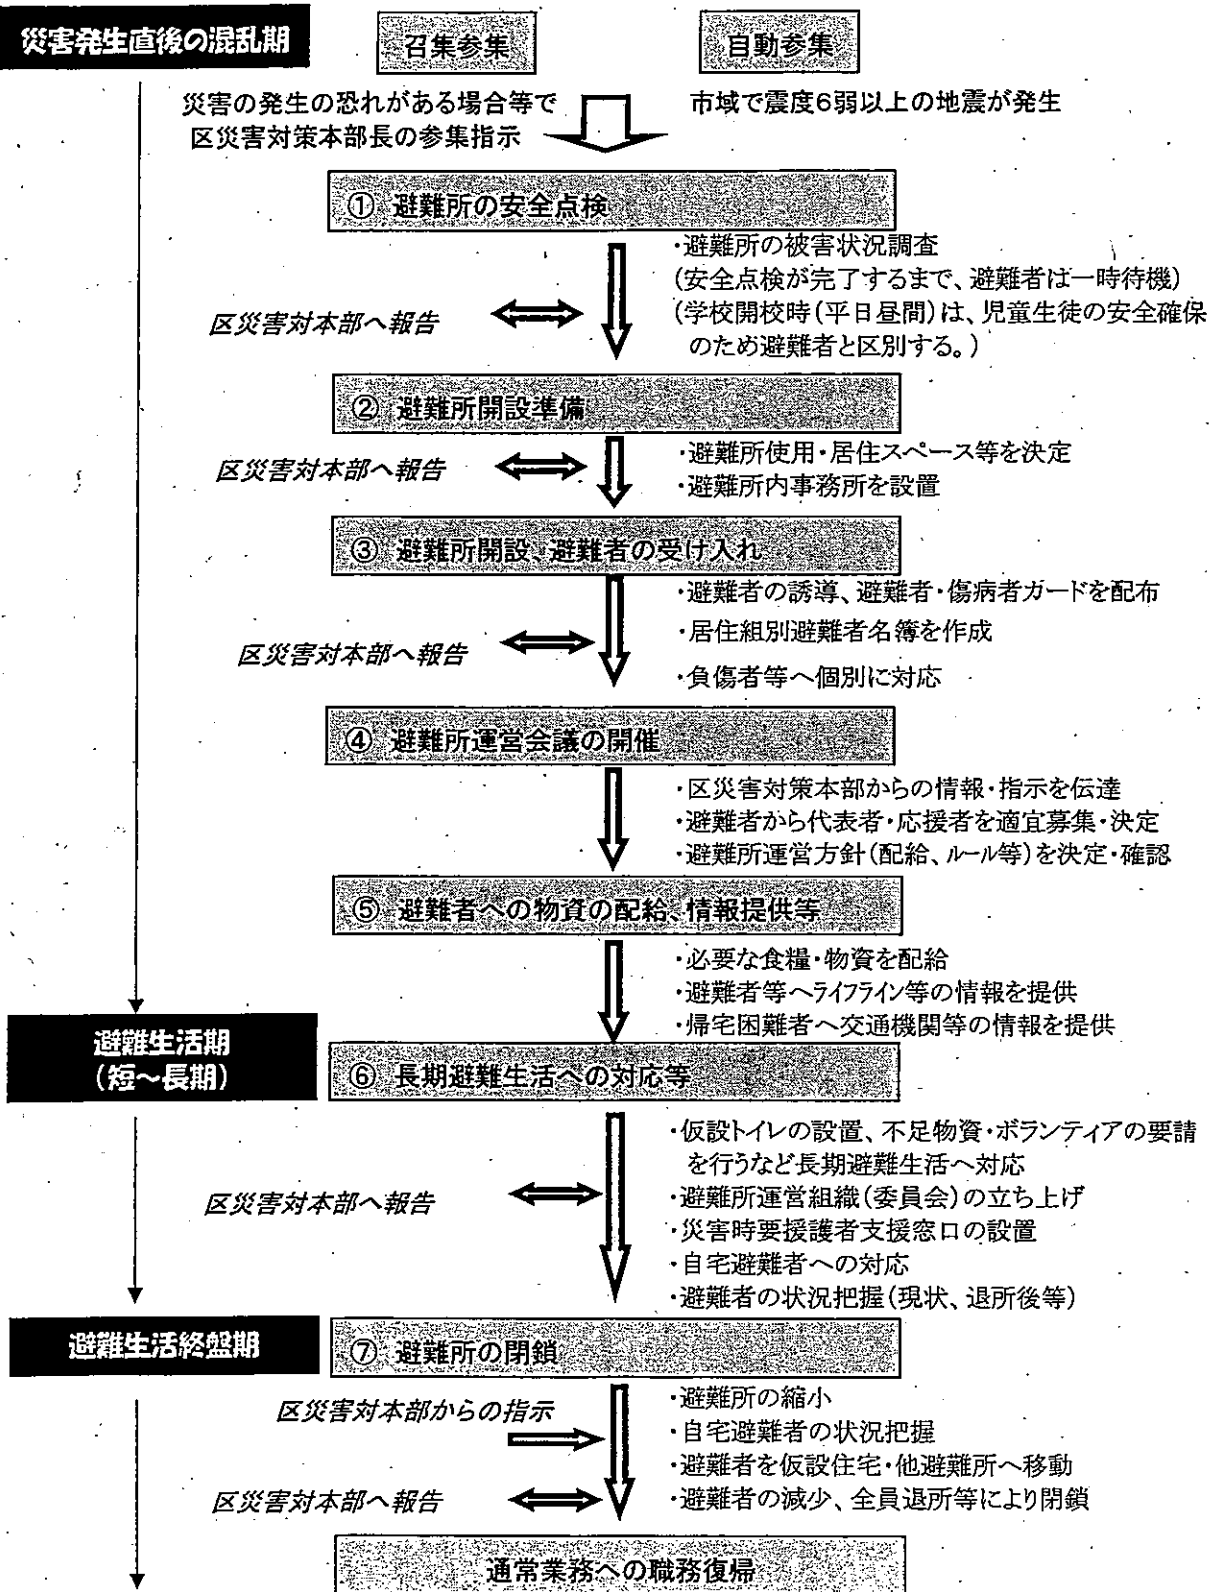 災害発生直後の混乱期
召集参集
自動参集
災害の発生の恐れがある場合等で
区災害対策本部長の参集指示
市域で震度6弱以上の地震が発生
① 避難所の安全点検
・避難所の被害状況調査
(安全点検が完了するまで、避難者は一時待機)
(学校開校時(平日昼間)は、児童生徒の安全確保
のため避難者と区別する。)
区災害対本部へ報告
② 避難所開設準備
・避難所使用・居住スペース等を決定
・避難所内事務所を設置
区災害対本部へ報告
③ 避難所開設、避難者の受け入れ
・避難者の誘導、避難者・傷病者ガードを配布
・居住組別避難者名簿を作成
・負傷者等へ個別に対応
区災害対本部へ報告
④ 避難所運営会議の開催
・区災害対策本部からの情報・指示を伝達
・避難者から代表者・応援者を適宜募集・決定
・避難所運営方針(配給、ルール等)を決定・確認
⑤ 避難者への物資の配給、情報提供等
・必要な食糧・物資を配給
・避難者等へライフライン等の情報を提供
・帰宅困難者へ交通機関等の情報を提供
避難生活期
(短～長期)
⑥ 長期避難生活への対応等
・仮設トイレの設置、不足物資・ボランティアの要請
を行うなど長期避難生活へ対応
・避難所運営組織(委員会)の立ち上げ
・災害時要援護者支援窓口の設置
・自宅避難者への対応
・避難者の状況把握(現状、退所後等)
区災害対本部へ報告
避難生活終盤期
⑦ 避難所の閉鎖
区災害対本部からの指示
・避難所の縮小
・自宅避難者の状況把握
・避難者を仮設住宅・他避難所へ移動
・避難者の減少、全員退所等により閉鎖
区災害対本部へ報告
通常業務への職務復帰